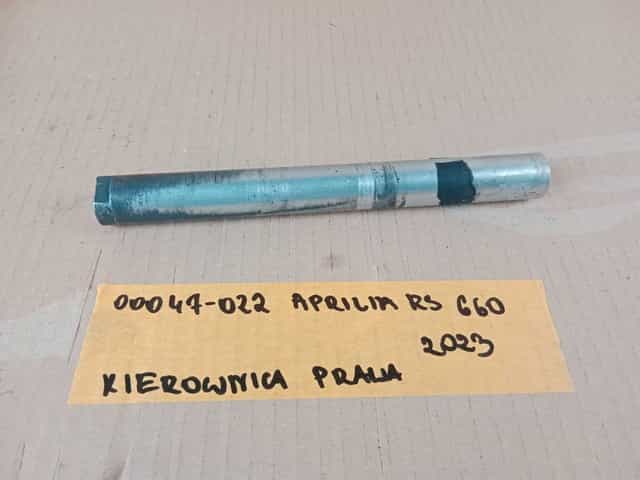 00047-022 APRILIA RS 660
2023
KIEROWNICA PRAWA